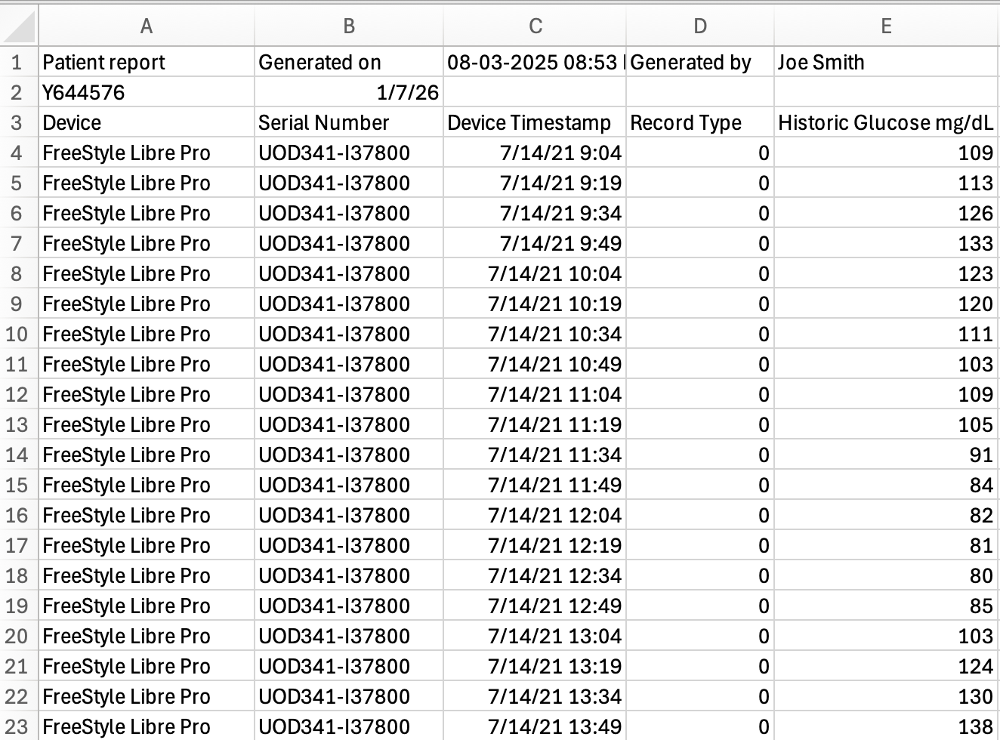 A B C D E
1 Patient report Generated on 08-03-2025 08:53 Generated by Joe Smith
2 Y644576 1/7/26
3 Device Serial Number Device Timestamp Record Type Historic Glucose mg/dL
4 FreeStyle Libre Pro UOD341-I37800 7/14/21 9:04 0 109
5 FreeStyle Libre Pro UOD341-I37800 7/14/21 9:19 0 113
6 FreeStyle Libre Pro UOD341-I37800 7/14/21 9:34 0 126
7 FreeStyle Libre Pro UOD341-I37800 7/14/21 9:49 0 133
8 FreeStyle Libre Pro UOD341-I37800 7/14/21 10:04 0 123
9 FreeStyle Libre Pro UOD341-I37800 7/14/21 10:19 0 120
10 FreeStyle Libre Pro UOD341-I37800 7/14/21 10:34 0 111
11 FreeStyle Libre Pro UOD341-I37800 7/14/21 10:49 0 103
12 FreeStyle Libre Pro UOD341-I37800 7/14/21 11:04 0 109
13 FreeStyle Libre Pro UOD341-I37800 7/14/21 11:19 0 105
14 FreeStyle Libre Pro UOD341-I37800 7/14/21 11:34 0 91
15 FreeStyle Libre Pro UOD341-I37800 7/14/21 11:49 0 84
16 FreeStyle Libre Pro UOD341-I37800 7/14/21 12:04 0 82
17 FreeStyle Libre Pro UOD341-I37800 7/14/21 12:19 0 81
18 FreeStyle Libre Pro UOD341-I37800 7/14/21 12:34 0 80
19 FreeStyle Libre Pro UOD341-I37800 7/14/21 12:49 0 85
20 FreeStyle Libre Pro UOD341-I37800 7/14/21 13:04 0 103
21 FreeStyle Libre Pro UOD341-I37800 7/14/21 13:19 0 124
22 FreeStyle Libre Pro UOD341-I37800 7/14/21 13:34 0 130
23 FreeStyle Libre Pro UOD341-I37800 7/14/21 13:49 0 138